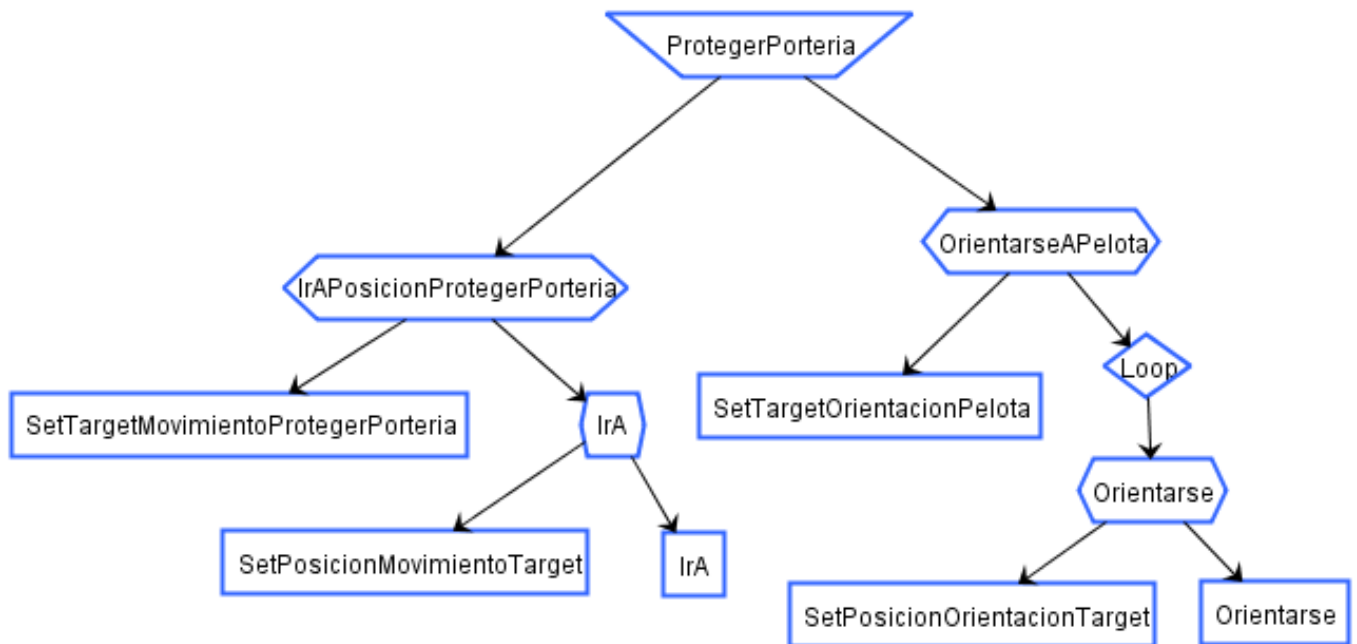 ProtegerPorteria
OrientarseAPelota
IrAPosicionProtegerPorteria
Loop
SetTargetMovimientoProtegerPorteria
IrA
SetTargetOrientacionPelota
Orientarse
SetPosicionMovimientoTarget
IrA
SetPosicionOrientacionTarget
Orientarse